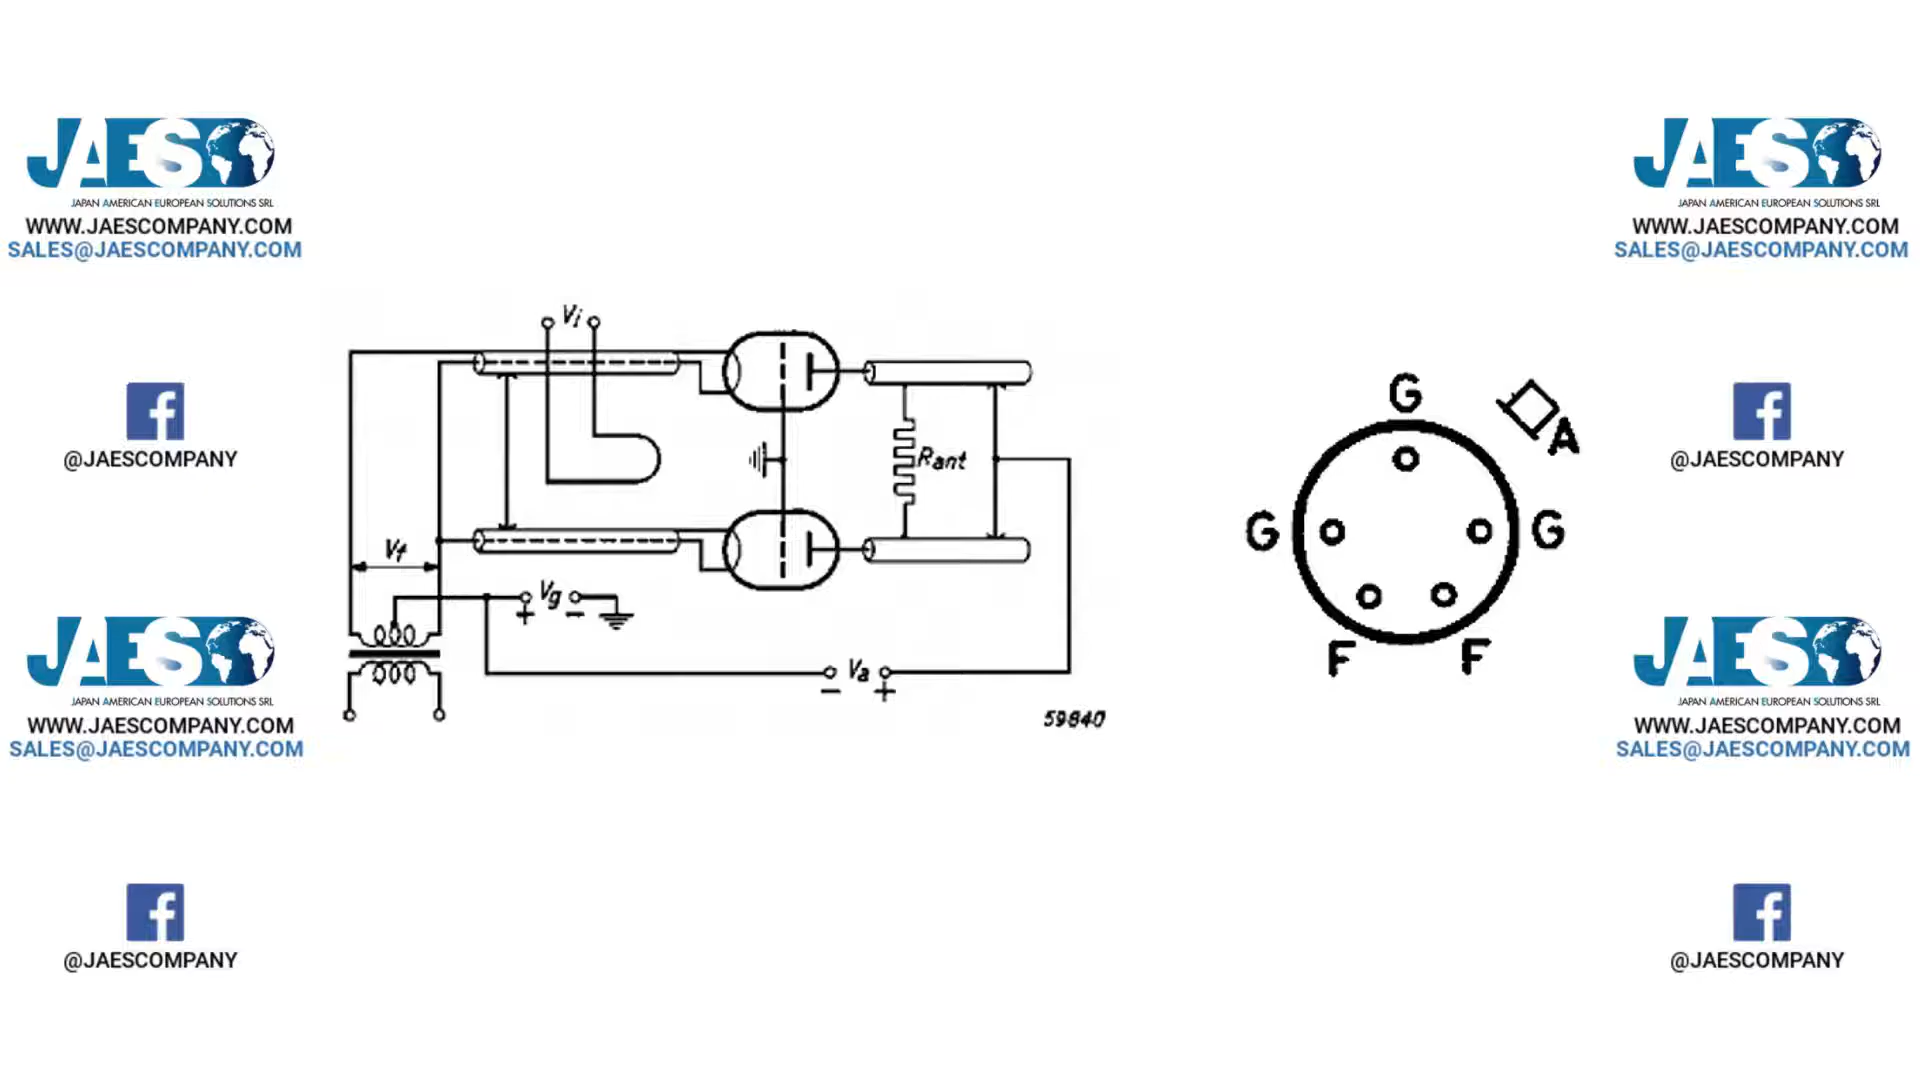 JAES
JAPAN AMERICAN EUROPEAN SOLUTIONS SRL
WWW.JAESCOMPANY.COM
SALES@JAESCOMPANY.COM
@JAESCOMPANY
JAES
JAPAN AMERICAN EUROPEAN SOLUTIONS SRL
WWW.JAESCOMPANY.COM
SALES@JAESCOMPANY.COM
@JAESCOMPANY
Vi
Rant
Vf
+ Vg -
- Va +
59840
G
A
G G
F F
JAES
JAPAN AMERICAN EUROPEAN SOLUTIONS SRL
WWW.JAESCOMPANY.COM
SALES@JAESCOMPANY.COM
@JAESCOMPANY
JAES
JAPAN AMERICAN EUROPEAN SOLUTIONS SRL
WWW.JAESCOMPANY.COM
SALES@JAESCOMPANY.COM
@JAESCOMPANY